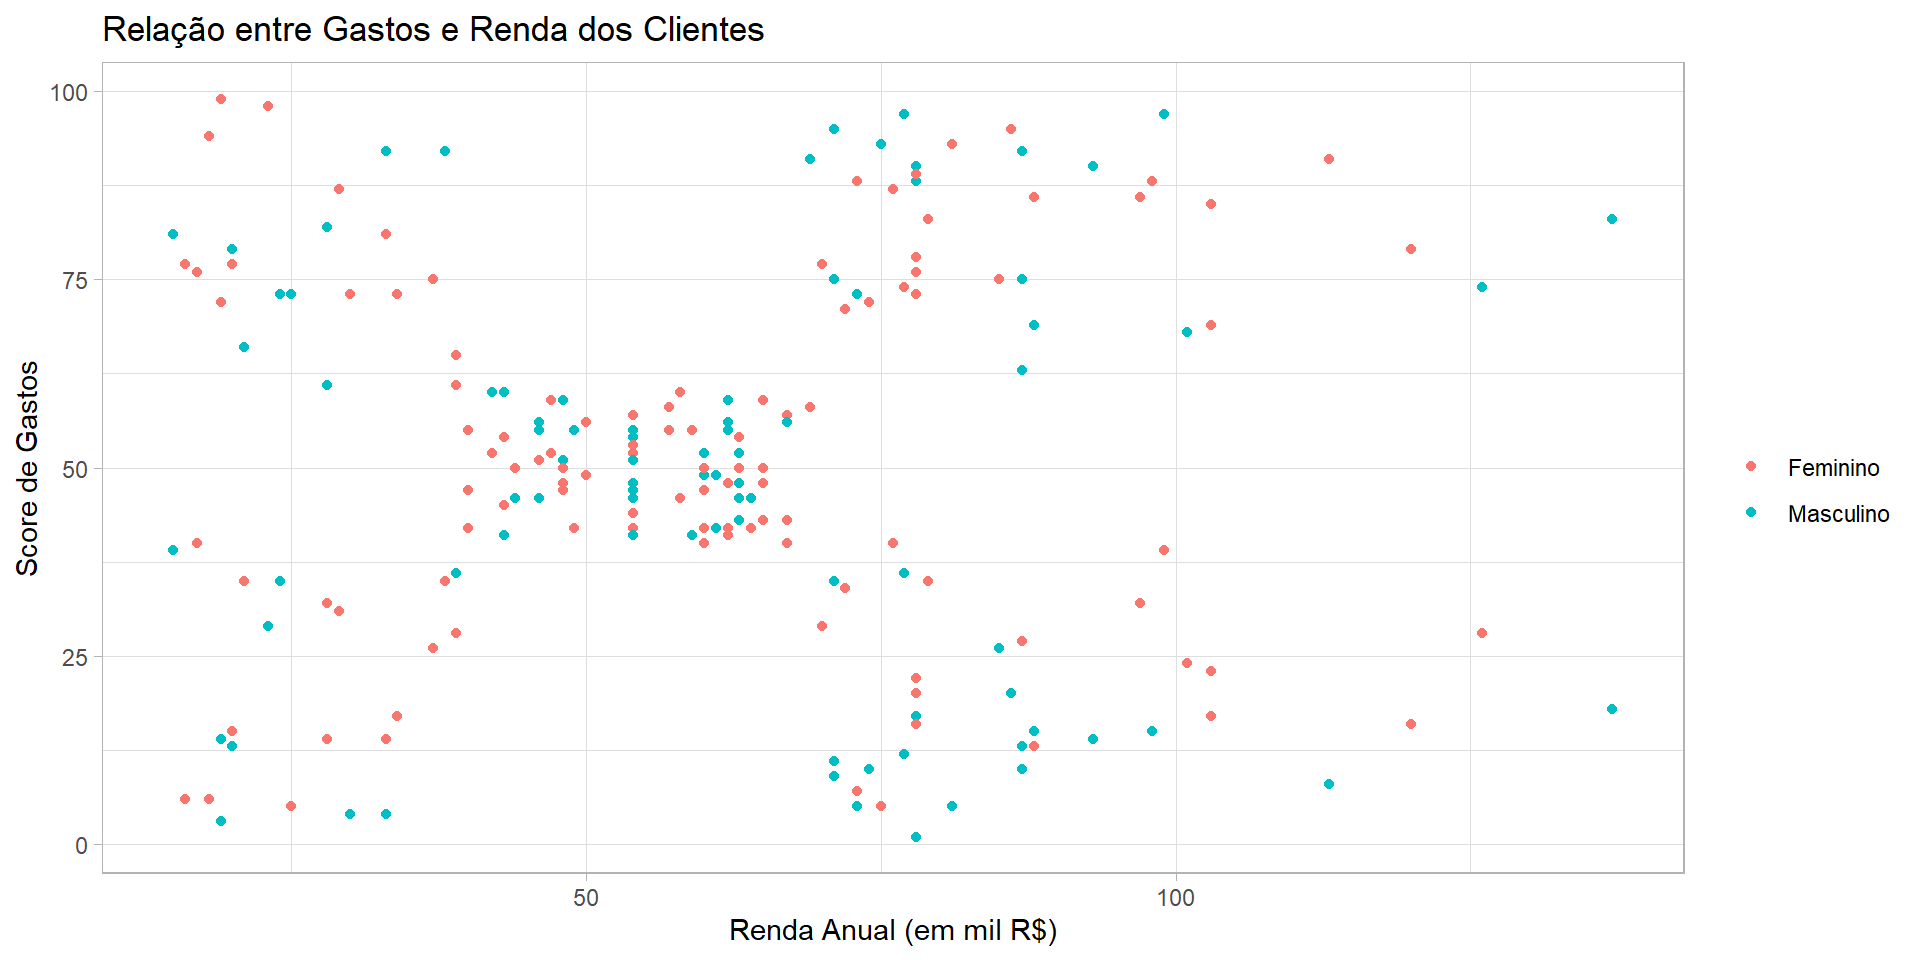 Relação entre Gastos e Renda dos Clientes
100
75
50
25
0
Score de Gastos
50
100
Renda Anual (em mil R$)
Feminino
Masculino